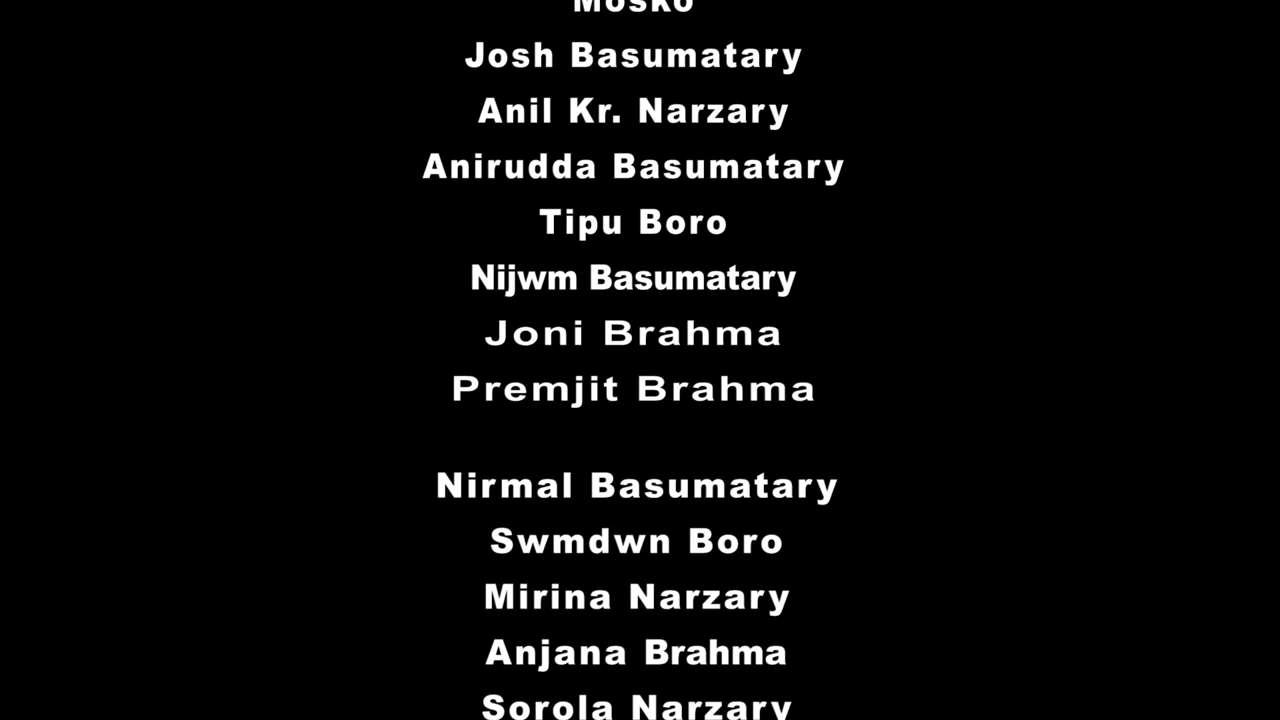 Mosko
Josh Basumatary
Anil Kr. Narzary
Anirudda Basumatary
Tipu Boro
Nijwm Basumatary
Joni Brahma
Premjit Brahma
Nirmal Basumatary
Swmdwn Boro
Mirina Narzary
Anjana Brahma
Sorola Narzary